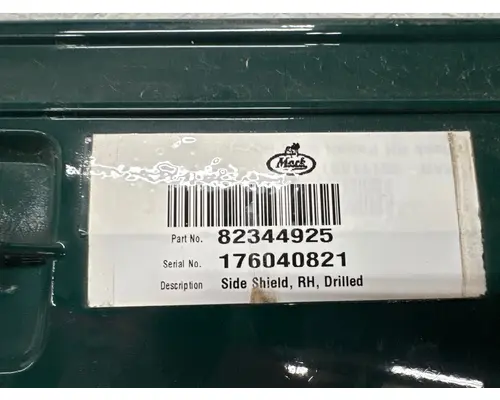 Mack
Part No. 82344925
Serial No. 176040821
Description Side Shield, RH, Drilled